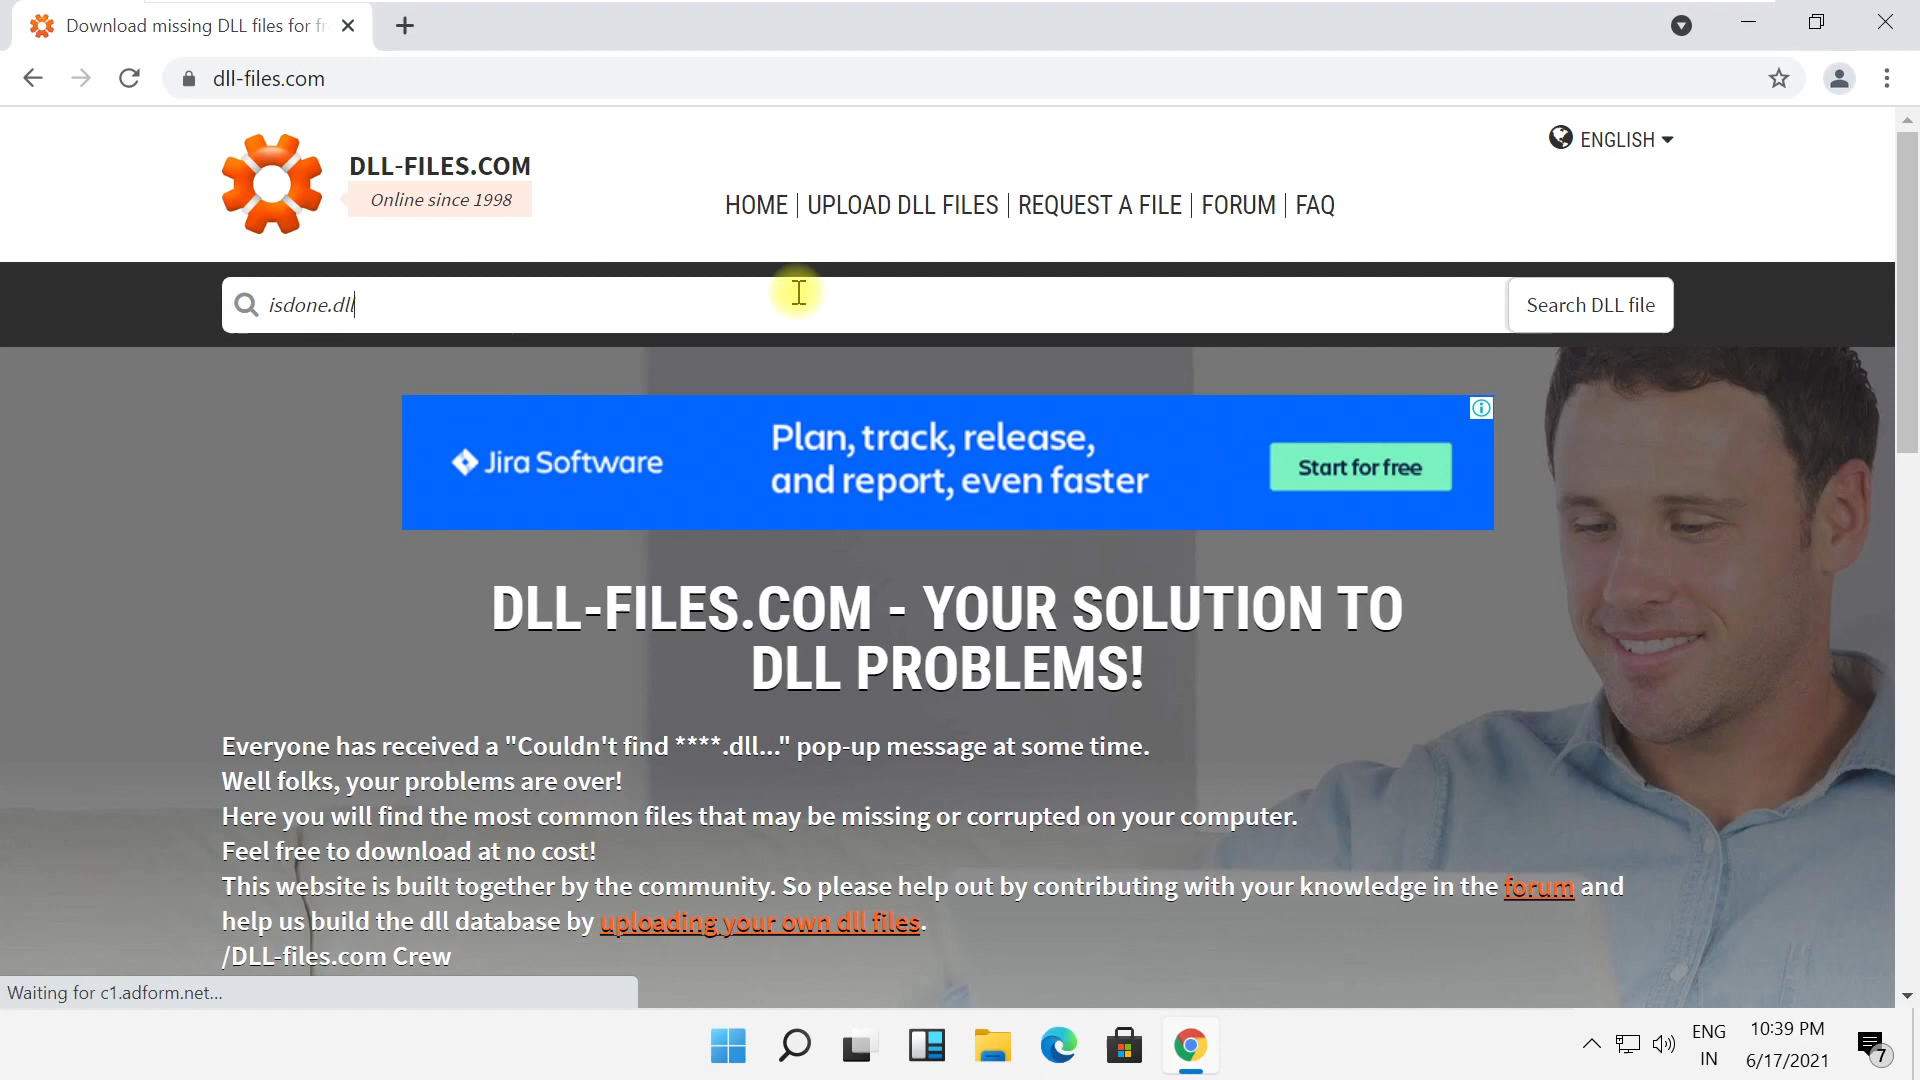 Download missing DLL files for fr
dll-files.com
ENGLISH
DLL-FILES.COM
Online since 1998
HOME | UPLOAD DLL FILES | REQUEST A FILE | FORUM | FAQ
isdone.dll
Search DLL file
Jira Software
Plan, track, release,
and report, even faster
Start for free
DLL-FILES.COM - YOUR SOLUTION TO
DLL PROBLEMS!
Everyone has received a "Couldn't find ****.dll..." pop-up message at some time.
Well folks, your problems are over!
Here you will find the most common files that may be missing or corrupted on your computer.
Feel free to download at no cost!
This website is built together by the community. So please help out by contributing with your knowledge in the forum and
help us build the dll database by uploading your own dll files.
/DLL-files.com Crew
Waiting for c1.adform.net...
ENG
IN
10:39 PM
6/17/2021
7